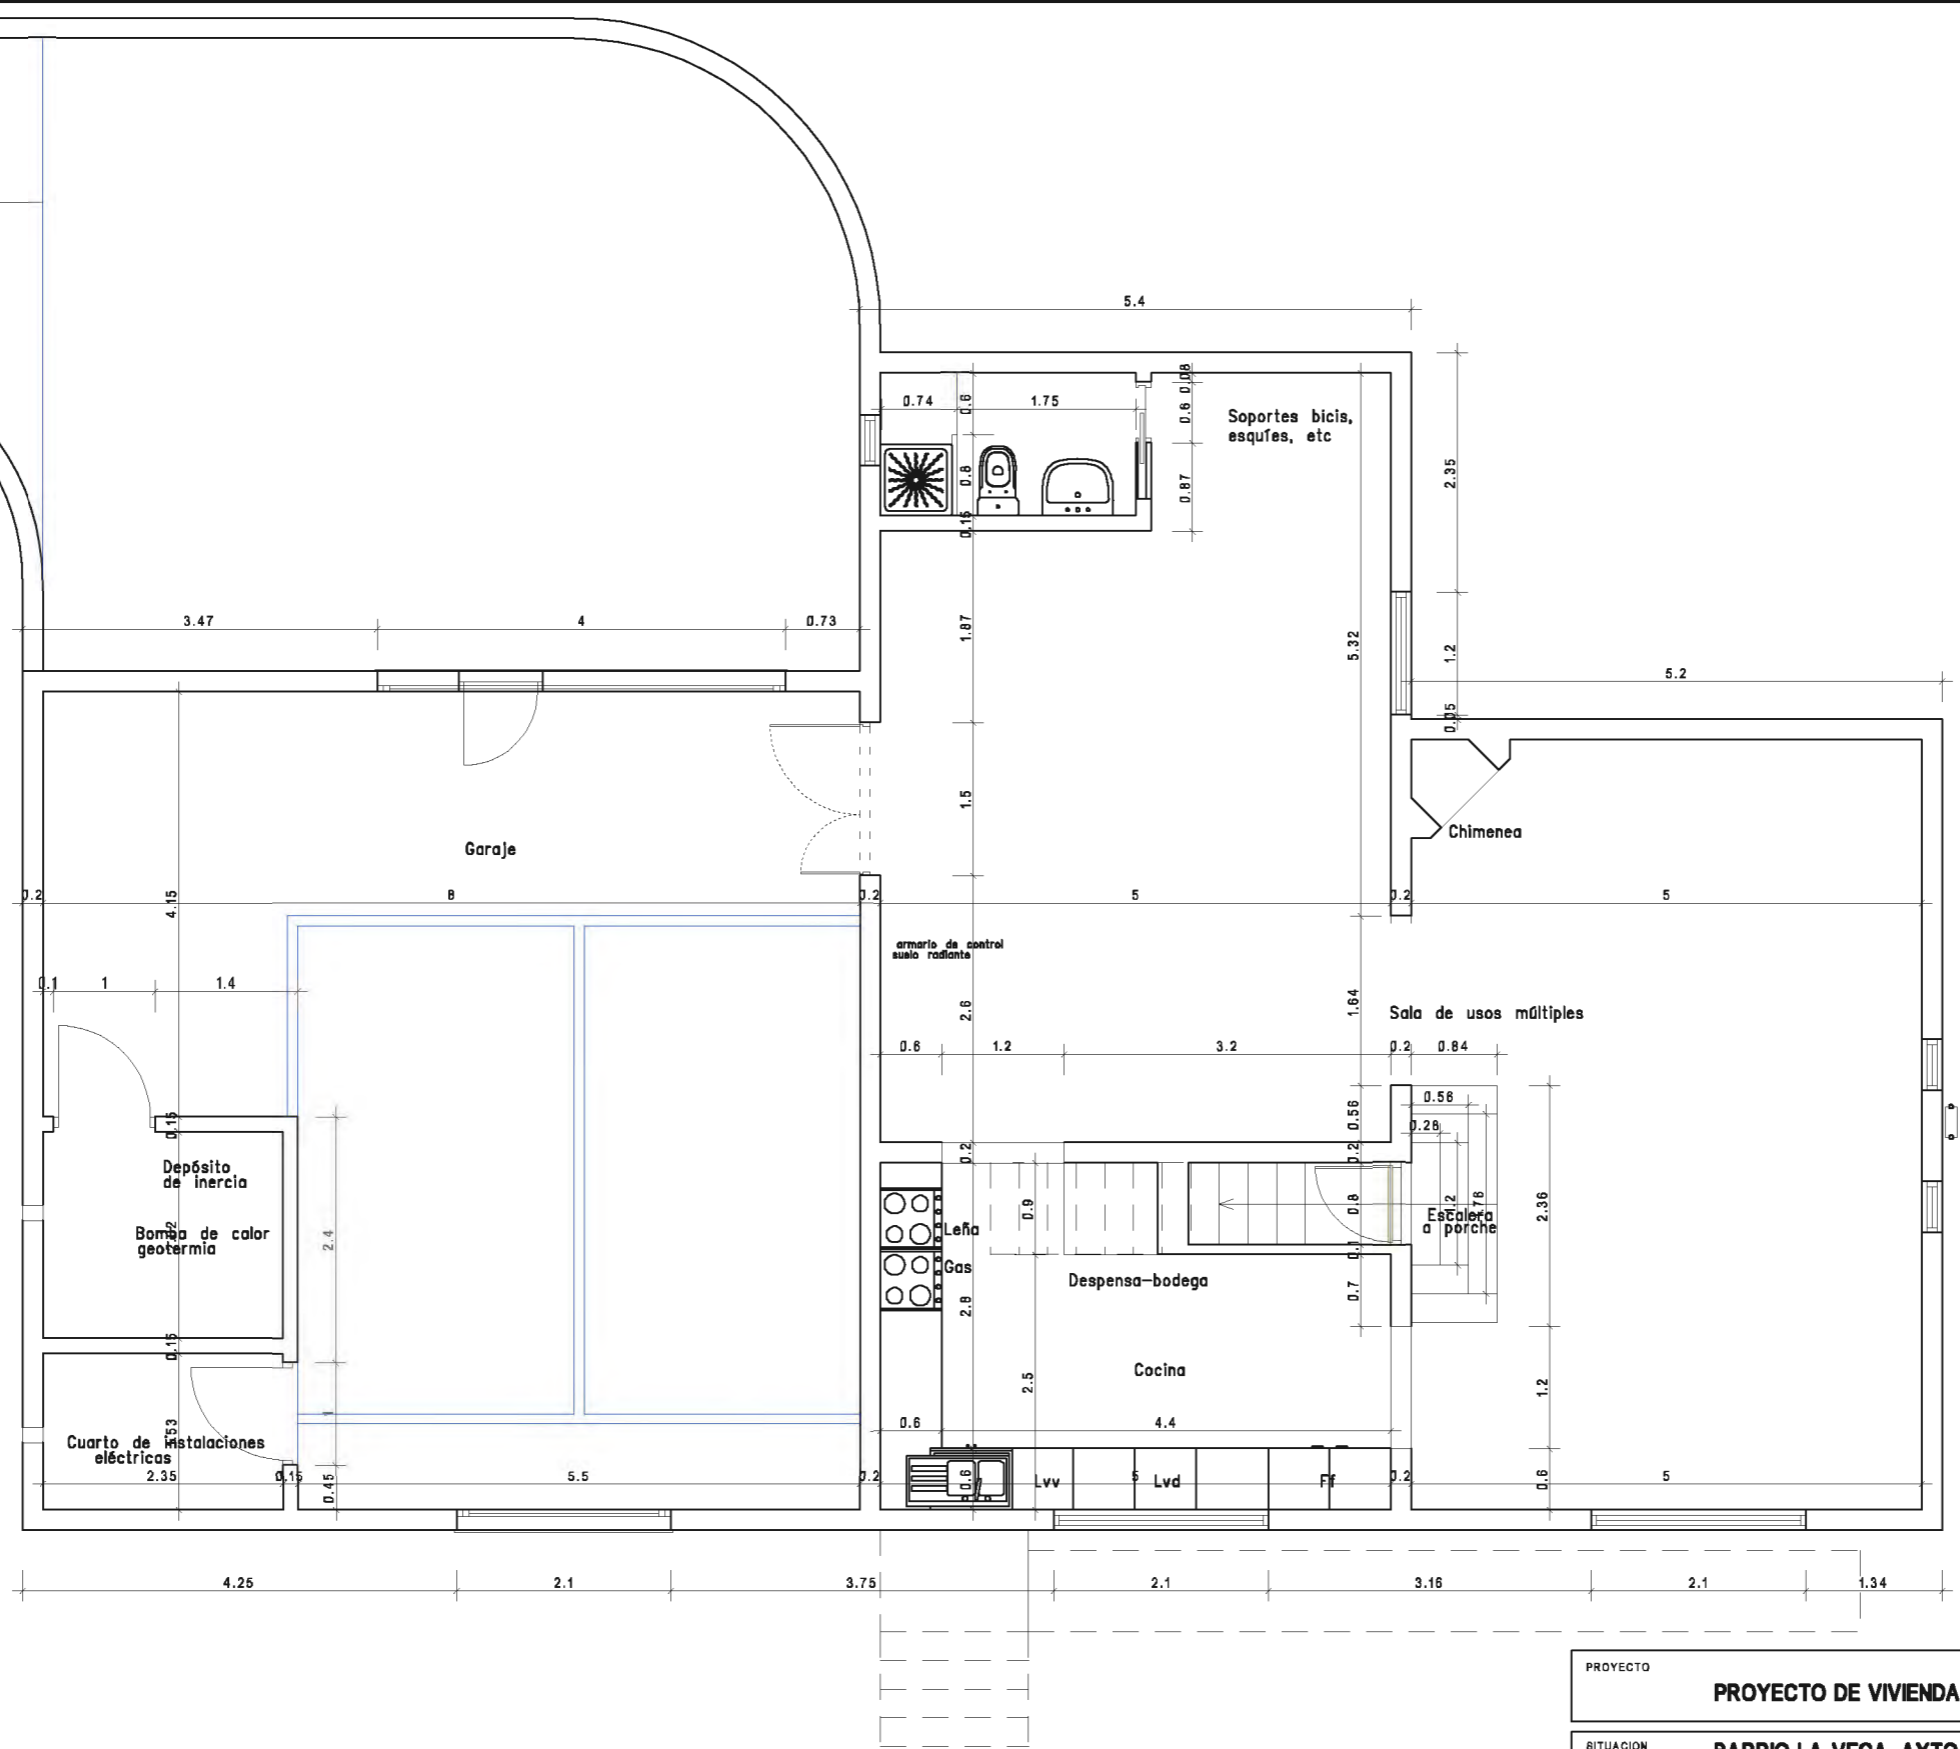 5.4
0.74
0.6
1.75
0.08
0.6
0.87
Soportes bicis,
esquíes, etc
0.8
0.15
2.35
3.47
4
0.73
1.87
5.32
1.2
5.2
0.05
1.5
Garaje
Chimenea
0.2
4.15
8
0.2
5
0.2
5
armario de control
suelo radiante
0.1
1
1.4
2.6
1.64
Sala de usos múltiples
0.6
1.2
3.2
0.2
0.84
0.15
0.56
0.56
0.28
0.2
0.2
Depósito
de inercia
Bomba de calor
geotermia
2.4
0.9
0.8
1.2
1.76
2.36
Leña
Escalera
a porche
Gas
0.1
Despensa-bodega
0.7
2.8
0.15
Cocina
2.5
1.2
1
0.6
4.4
Cuarto de instalaciones
eléctricas
2.35
0.15
0.45
5.5
0.2
0.6
Lvv
5
Lvd
Ff
0.2
0.6
5
4.25
2.1
3.75
2.1
3.16
2.1
1.34
PROYECTO
PROYECTO DE VIVIENDA
SITUACION